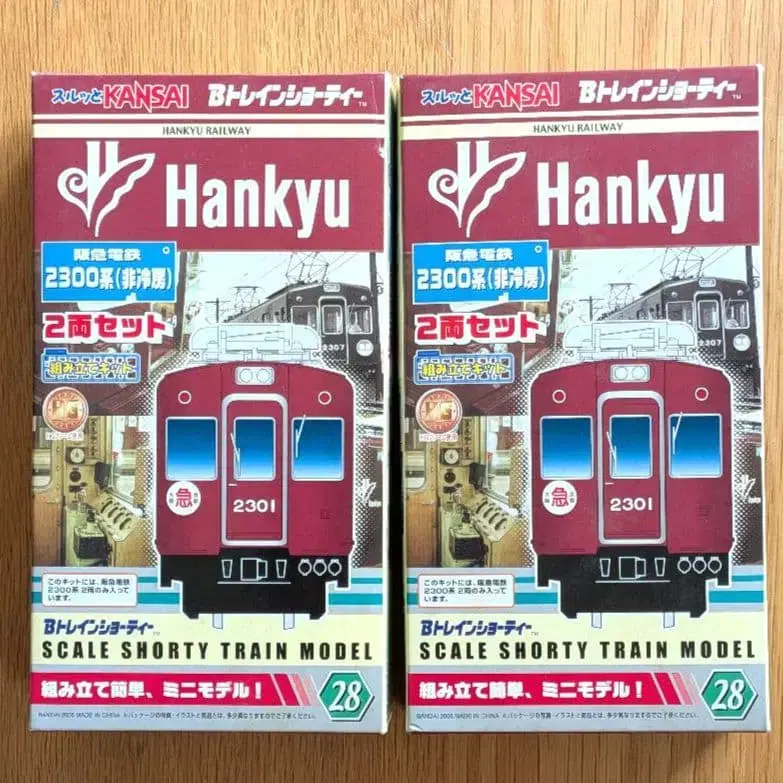 スルッとKANSAI Bトレインショーティー™
HANKYU RAILWAY
Hankyu
阪急電鉄
2300系(非冷房)
2両セット
組み立てキット
2307
HG
急
2301
このキットには、阪急電鉄
2300系 2両のみ入って
います。
Bトレインショーティー™
SCALE SHORTY TRAIN MODEL
組み立て簡単、ミニモデル!
28
スルッとKANSAI Bトレインショーティー™
HANKYU RAILWAY
Hankyu
阪急電鉄
2300系(非冷房)
2両セット
組み立てキット
2307
HG
急
2301
このキットには、阪急電鉄
2300系 2両のみ入って
います。
Bトレインショーティー™
SCALE SHORTY TRAIN MODEL
組み立て簡単、ミニモデル!
28